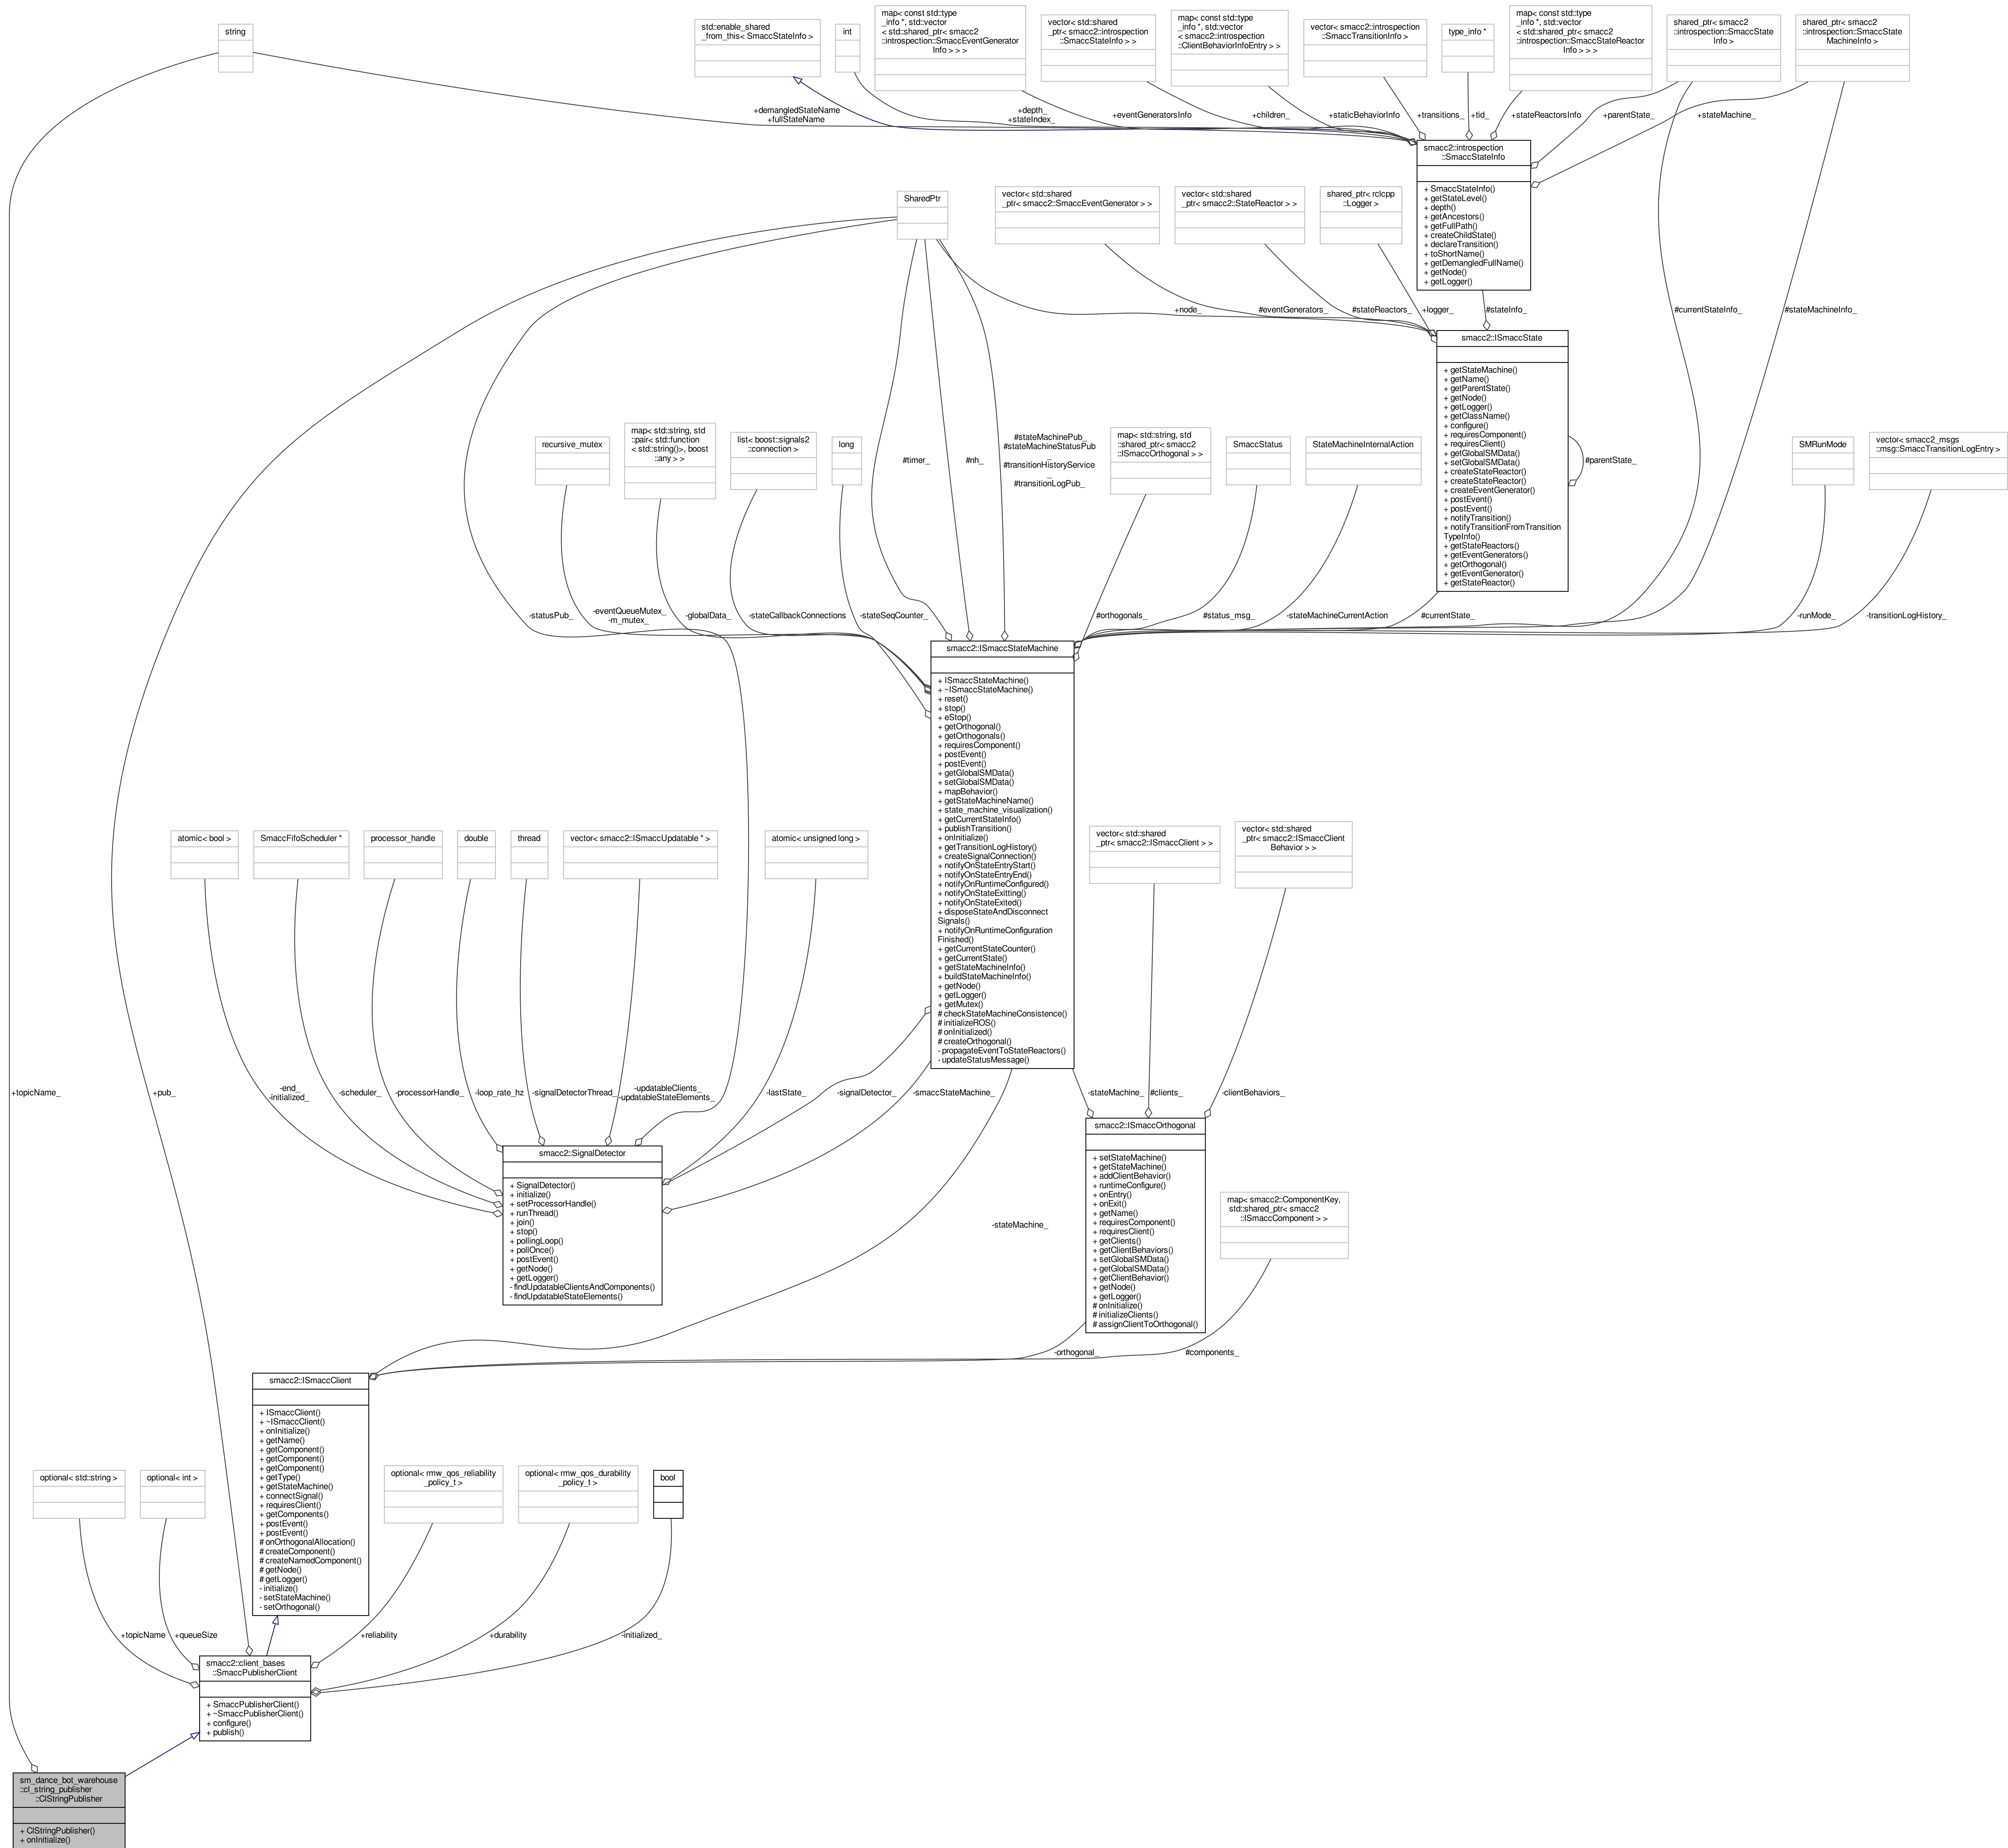 string
std::enable_shared
_from_this< SmaccStateInfo >
int
map< const std::type
_info *, std::vector
< std::shared_ptr< smacc2
::introspection::SmaccEventGenerator
Info > > >
vector< std::shared
_ptr< smacc2::introspection
::SmaccStateInfo > >
map< const std::type
_info *, std::vector
< smacc2::introspection
::ClientBehaviorInfoEntry > >
vector< smacc2::introspection
::SmaccTransitionInfo >
type_info *
map< const std::type
_info *, std::vector
< std::shared_ptr< smacc2
::introspection::SmaccStateReactor
Info > > >
shared_ptr< smacc2
::introspection::SmaccState
Info >
shared_ptr< smacc2
::introspection::SmaccState
MachineInfo >
+demangledStateName
+fullStateName
+depth_
+stateIndex_
+eventGeneratorsInfo
+children_
+staticBehaviorInfo
+transitions_
+tid_
+stateReactorsInfo
+parentState_
+stateMachine_
smacc2::introspection
::SmaccStateInfo
+ SmaccStateInfo()
+ getStateLevel()
+ depth()
+ getAncestors()
+ getFullPath()
+ createChildState()
+ declareTransition()
+ toShortName()
+ getDemangledFullName()
+ getNode()
+ getLogger()
SharedPtr
vector< std::shared
_ptr< smacc2::SmaccEventGenerator > >
vector< std::shared
_ptr< smacc2::StateReactor > >
shared_ptr< rclcpp
::Logger >
+node_
#eventGenerators_
#stateReactors_
+logger_
#stateInfo_
#currentStateInfo_
#stateMachineInfo_
smacc2::ISmaccState
+ getStateMachine()
+ getName()
+ getParentState()
+ getNode()
+ getLogger()
+ getClassName()
+ configure()
+ requiresComponent()
+ requiresClient()
+ getGlobalSMData()
+ setGlobalSMData()
+ createStateReactor()
+ createStateReactor()
+ createEventGenerator()
+ postEvent()
+ postEvent()
+ notifyTransition()
+ notifyTransitionFromTransition
TypeInfo()
+ getStateReactors()
+ getEventGenerators()
+ getOrthogonal()
+ getEventGenerator()
+ getStateReactor()
#parentState_
recursive_mutex
map< std::string, std
::pair< std::function
< std::string()>, boost
::any > >
list< boost::signals2
::connection >
long
#timer_
#nh_
#stateMachinePub_
#stateMachineStatusPub
_
#transitionHistoryService
_
#transitionLogPub_
map< std::string, std
::shared_ptr< smacc2
::ISmaccOrthogonal > >
SmaccStatus
StateMachineInternalAction
SMRunMode
vector< smacc2_msgs
::msg::SmaccTransitionLogEntry >
-statusPub_
-eventQueueMutex_
-m_mutex_
-globalData_
-stateCallbackConnections
-stateSeqCounter_
#orthogonals_
#status_msg_
-stateMachineCurrentAction
#currentState_
-runMode_
-transitionLogHistory_
smacc2::ISmaccStateMachine
+ ISmaccStateMachine()
+ ~ISmaccStateMachine()
+ reset()
+ stop()
+ eStop()
+ getOrthogonal()
+ getOrthogonals()
+ requiresComponent()
+ postEvent()
+ postEvent()
+ getGlobalSMData()
+ setGlobalSMData()
+ mapBehavior()
+ getStateMachineName()
+ state_machine_visualization()
+ getCurrentStateInfo()
+ publishTransition()
+ onInitialize()
+ getTransitionLogHistory()
+ createSignalConnection()
+ notifyOnStateEntryStart()
+ notifyOnStateEntryEnd()
+ notifyOnRuntimeConfigured()
+ notifyOnStateExitting()
+ notifyOnStateExited()
+ disposeStateAndDisconnect
Signals()
+ notifyOnRuntimeConfiguration
Finished()
+ getCurrentStateCounter()
+ getCurrentState()
+ getStateMachineInfo()
+ buildStateMachineInfo()
+ getNode()
+ getLogger()
+ getMutex()
# checkStateMachineConsistence()
# initializeROS()
# onInitialized()
# createOrthogonal()
- propagateEventToStateReactors()
- updateStatusMessage()
atomic< bool >
SmaccFifoScheduler *
processor_handle
double
thread
vector< smacc2::ISmaccUpdatable * >
atomic< unsigned long >
vector< std::shared
_ptr< smacc2::ISmaccClient > >
vector< std::shared
_ptr< smacc2::ISmaccClient
Behavior > >
+topicName_
+pub_
-end_
-initialized_
-scheduler_
-processorHandle_
-loop_rate_hz
-signalDetectorThread_
-updatableClients_
-updatableStateElements_
-lastState_
-signalDetector_
-smaccStateMachine_
-stateMachine_
#clients_
-clientBehaviors_
smacc2::SignalDetector
+ SignalDetector()
+ initialize()
+ setProcessorHandle()
+ runThread()
+ join()
+ stop()
+ pollingLoop()
+ pollOnce()
+ postEvent()
+ getNode()
+ getLogger()
- findUpdatableClientsAndComponents()
- findUpdatableStateElements()
smacc2::ISmaccOrthogonal
+ setStateMachine()
+ getStateMachine()
+ addClientBehavior()
+ runtimeConfigure()
+ onEntry()
+ onExit()
+ getName()
+ requiresComponent()
+ requiresClient()
+ getClients()
+ getClientBehaviors()
+ setGlobalSMData()
+ getGlobalSMData()
+ getClientBehavior()
+ getNode()
+ getLogger()
# onInitialize()
# initializeClients()
# assignClientToOrthogonal()
map< smacc2::ComponentKey,
std::shared_ptr< smacc2
::ISmaccComponent > >
-stateMachine_
-orthogonal_
#components_
smacc2::ISmaccClient
+ ISmaccClient()
+ ~ISmaccClient()
+ onInitialize()
+ getName()
+ getComponent()
+ getComponent()
+ getComponent()
+ getType()
+ getStateMachine()
+ connectSignal()
+ requiresClient()
+ getComponents()
+ postEvent()
+ postEvent()
# onOrthogonalAllocation()
# createComponent()
# createNamedComponent()
# getNode()
# getLogger()
- initialize()
- setStateMachine()
- setOrthogonal()
optional< std::string >
optional< int >
optional< rmw_qos_reliability
_policy_t >
optional< rmw_qos_durability
_policy_t >
bool
+topicName
+queueSize
+reliability
+durability
-initialized_
smacc2::client_bases
::SmaccPublisherClient
+ SmaccPublisherClient()
+ ~SmaccPublisherClient()
+ configure()
+ publish()
sm_dance_bot_warehouse
::cl_string_publisher
::ClStringPublisher
+ ClStringPublisher()
+ onInitialize()